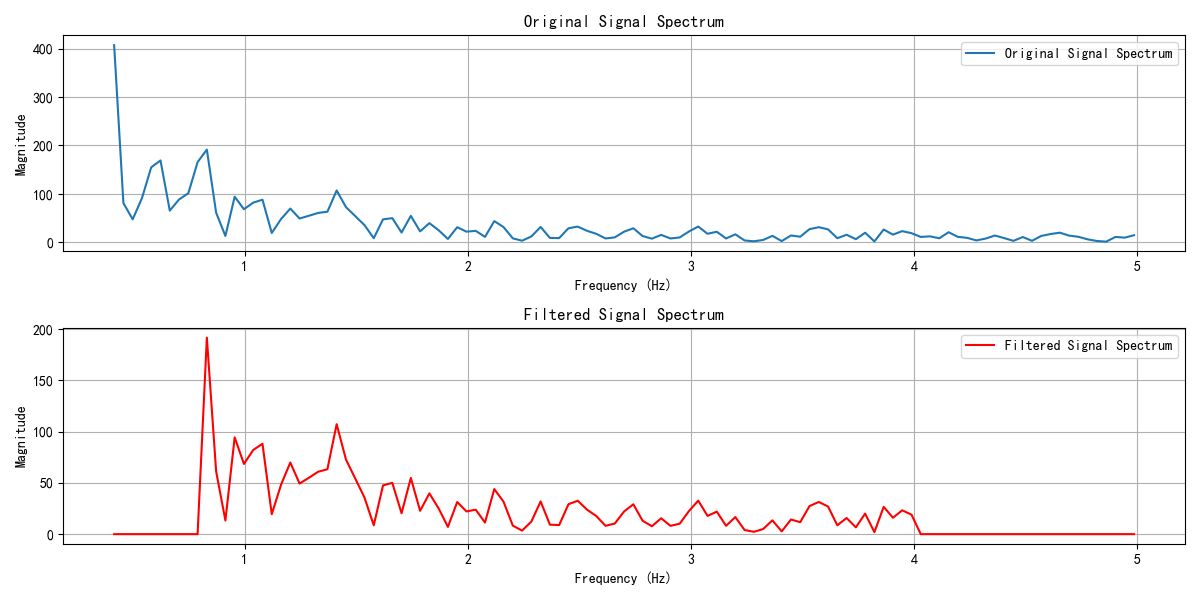 Original Signal Spectrum
Original Signal Spectrum
400
300
200
100
0
Magnitude
1 2 3 4 5
Frequency (Hz)
Filtered Signal Spectrum
Filtered Signal Spectrum
200
150
100
50
0
Magnitude
1 2 3 4 5
Frequency (Hz)